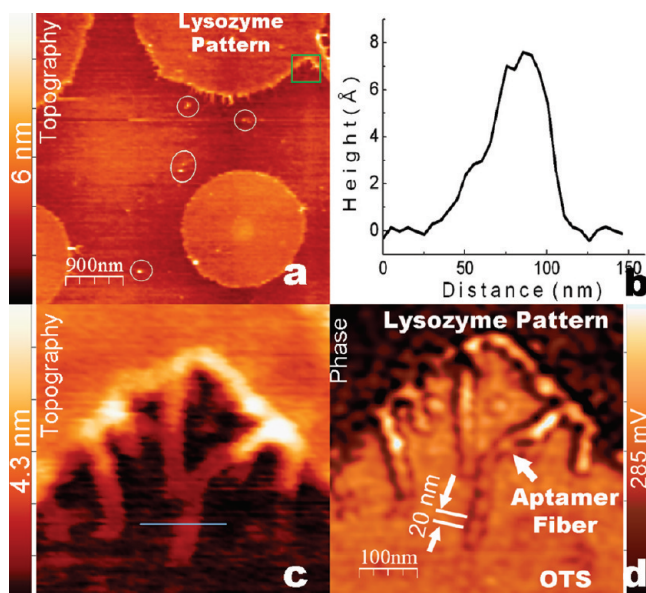 Topography
6 nm
Lysozyme
Pattern
900nm
a
Height (Å)
8
6
4
2
0
0
50
100
150
Distance (nm)
b
Topography
4.3 nm
c
Phase
Lysozyme Pattern
285 mV
20 nm
Aptamer
Fiber
100nm
OTS
d